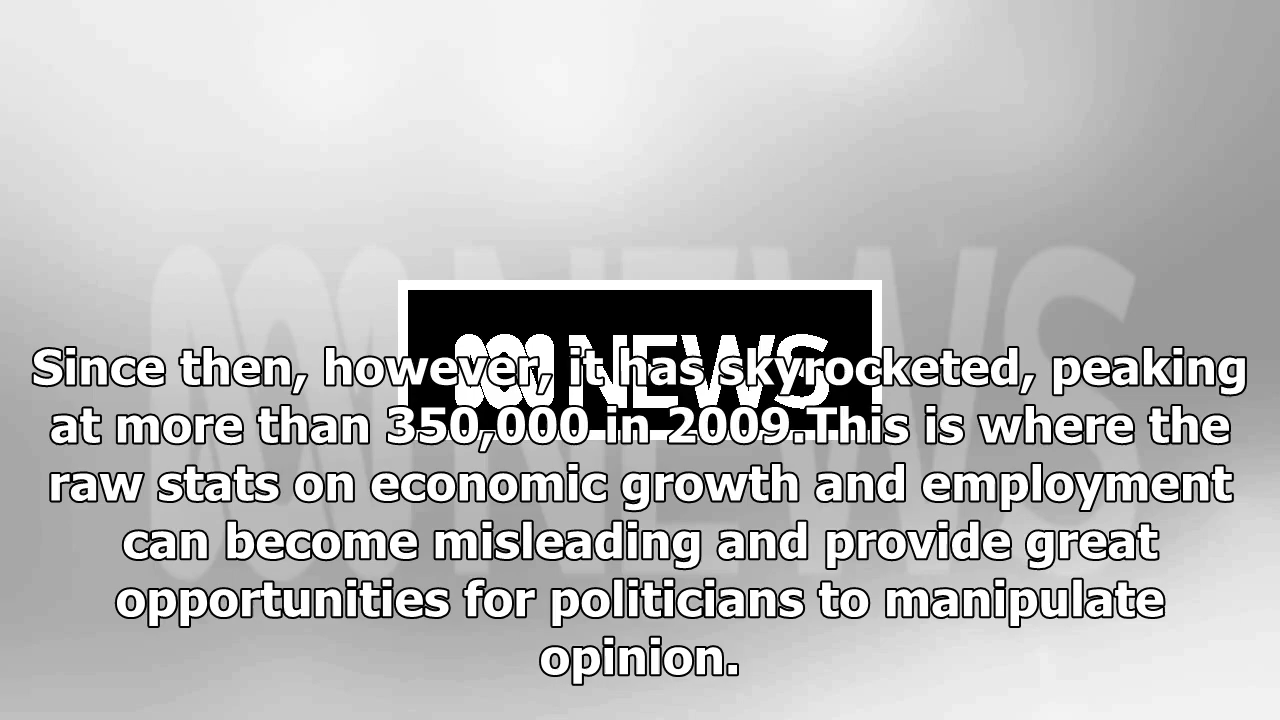 NEWS
Since then, however, it has skyrocketed, peaking
at more than 350,000 in 2009.This is where the
raw stats on economic growth and employment
can become misleading and provide great
opportunities for politicians to manipulate
opinion.